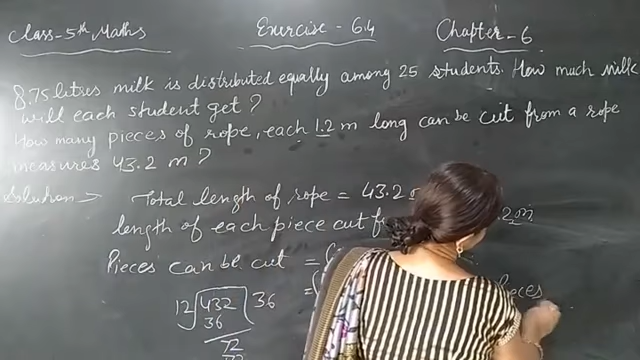 Class-5th Maths Exercise - 6.4 Chapter - 6
8.75 litres milk is distributed equally among 25 students. How much milk
will each student get?
How many pieces of rope, each 1.2 m long can be cut from a rope
measures 43.2 m?
Solution → Total length of rope = 43.2
length of each piece cut .2m
Pieces can be cut = (
12 432 36 = ( Pieces
36
72
72